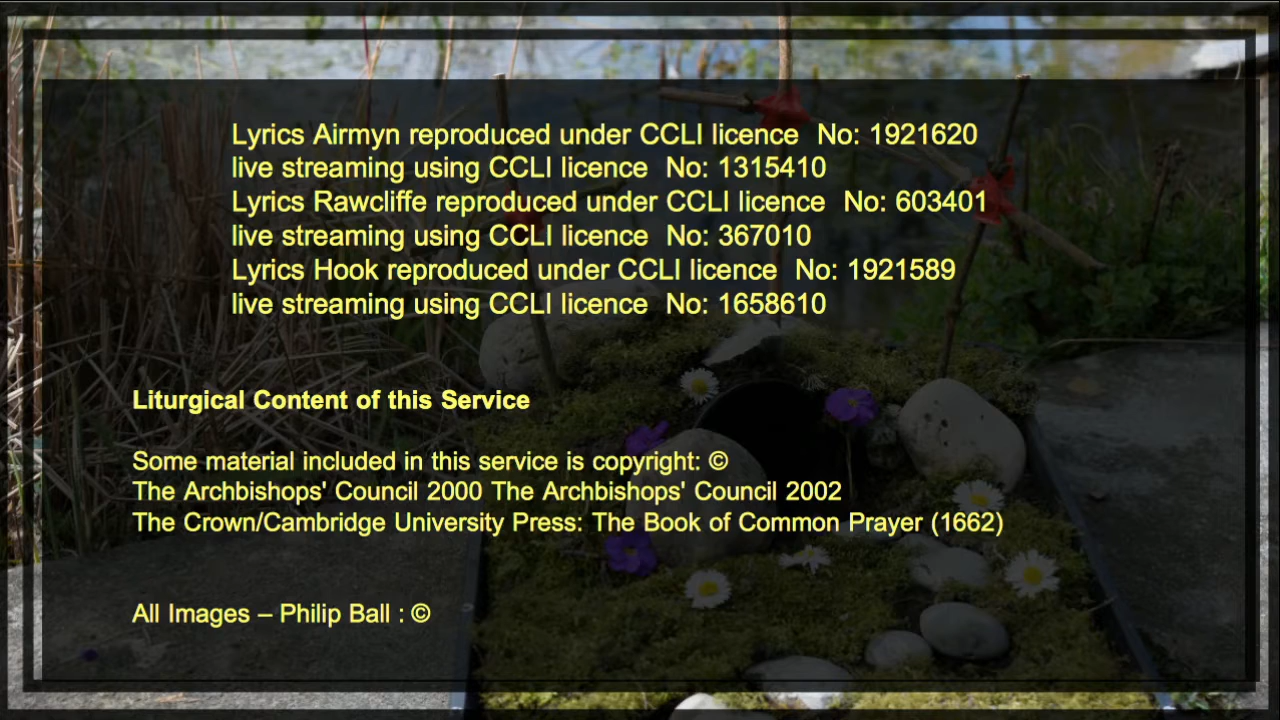 Lyrics Airmyn reproduced under CCLI licence  No: 1921620
live streaming using CCLI licence  No: 1315410
Lyrics Rawcliffe reproduced under CCLI licence  No: 603401
live streaming using CCLI licence  No: 367010
Lyrics Hook reproduced under CCLI licence  No: 1921589
live streaming using CCLI licence  No: 1658610
Liturgical Content of this Service
Some material included in this service is copyright: ©
The Archbishops' Council 2000 The Archbishops' Council 2002
The Crown/Cambridge University Press: The Book of Common Prayer (1662)
All Images – Philip Ball : ©